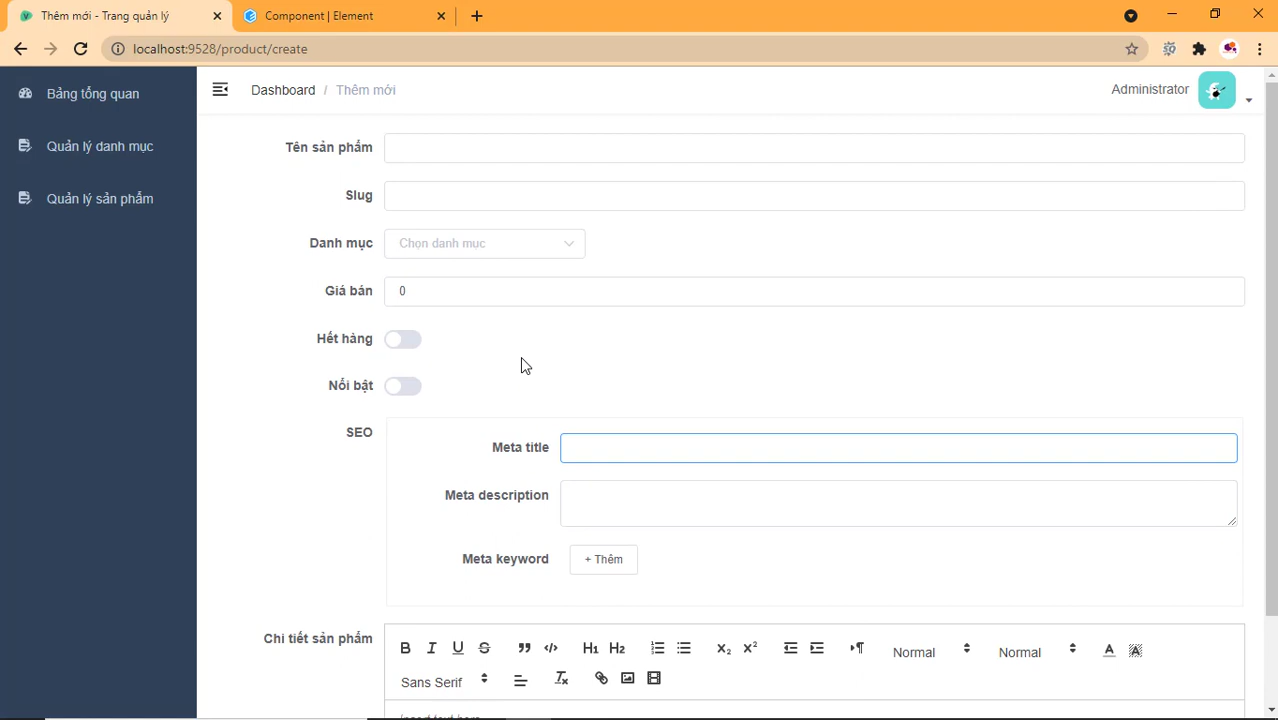 Thêm mới - Trang quản lý
Component | Element
localhost:9528/product/create
Bảng tổng quan
Dashboard / Thêm mới
Administrator
Quản lý danh mục
Quản lý sản phẩm
Tên sản phẩm
Slug
Danh mục
Chọn danh mục
Giá bán
0
Hết hàng
Nổi bật
SEO
Meta title
Meta description
Meta keyword
+ Thêm
Chi tiết sản phẩm
B I U S H1 H2 X2 X2 Normal Normal A A
Sans Serif